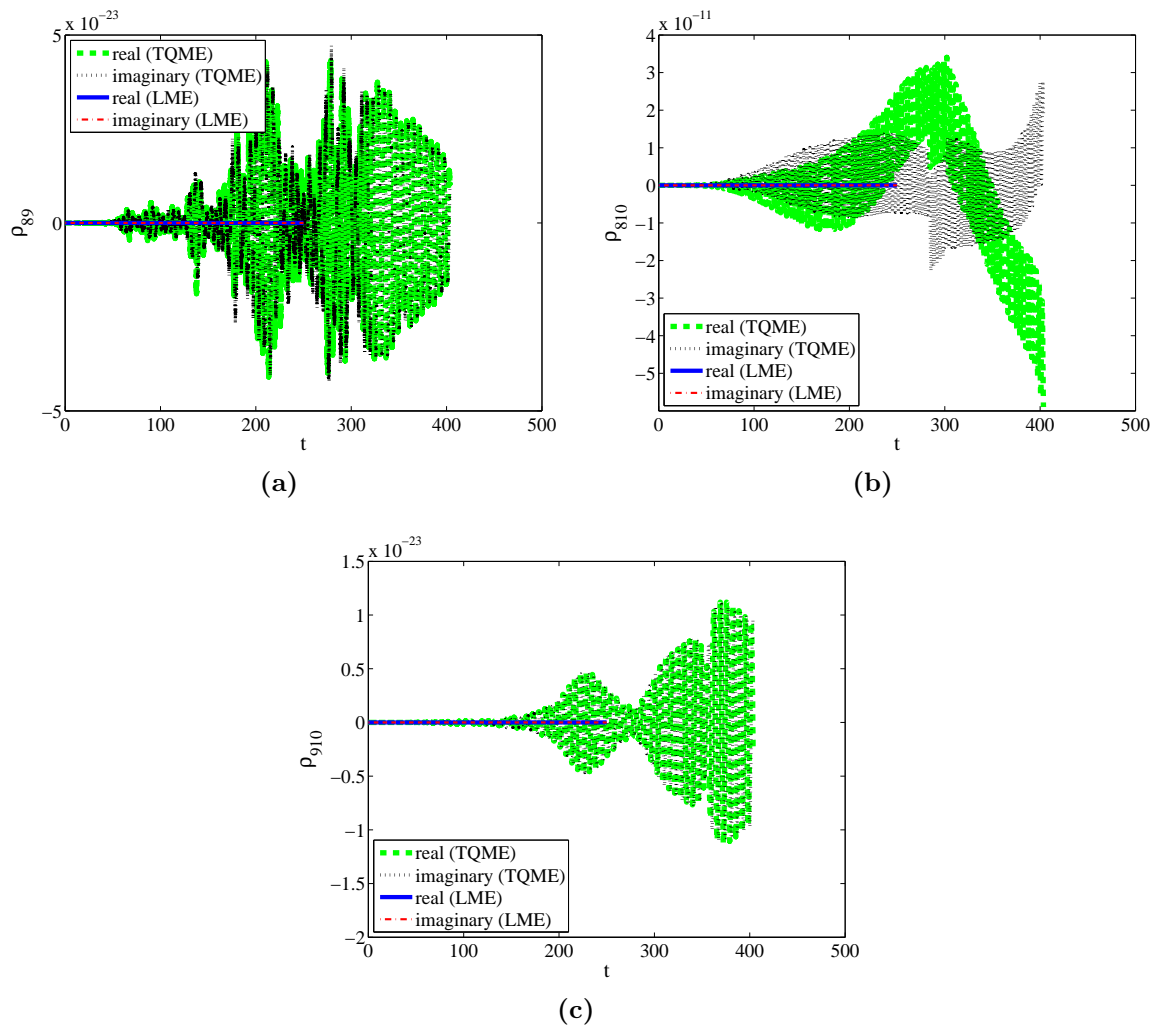 x 10⁻²³
5
0
−5
ρ₈₉
real (TQME)
imaginary (TQME)
real (LME)
imaginary (LME)
0 100 200 300 400 500
t
(a)
x 10⁻¹¹
4
3
2
1
0
−1
−2
−3
−4
−5
ρ₈₁₀
real (TQME)
imaginary (TQME)
real (LME)
imaginary (LME)
0 100 200 300 400 500
t
(b)
x 10⁻²³
1.5
1
0.5
0
−0.5
−1
−1.5
−2
ρ₉₁₀
real (TQME)
imaginary (TQME)
real (LME)
imaginary (LME)
0 100 200 300 400 500
t
(c)